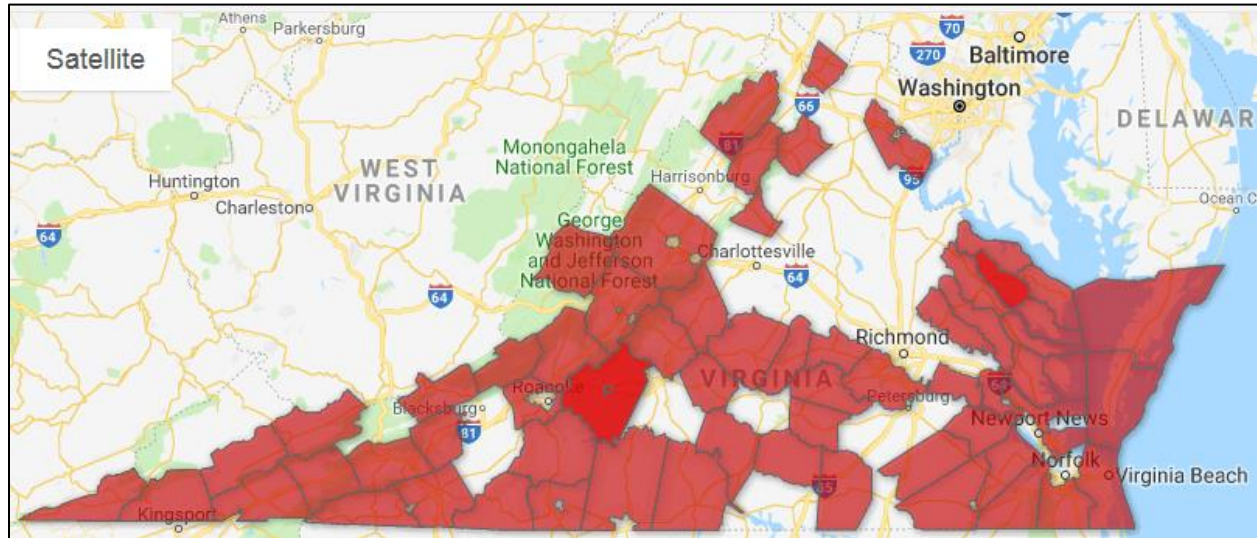 Athens
Parkersburg
70
Baltimore
Satellite
270
Washington
66
DELAWAR
81
Monongahela
National Forest
WEST
VIRGINIA
Harrisonburg
95
Huntington
Charleston
Ocean C
George
Washington
and Jefferson
National Forest
64
Charlottesville
64
64
Richmond
VIRGINIA
Roanoke
64
Blacksburg
Petersburg
81
Newport News
Norfolk
Virginia Beach
85
Kingsport